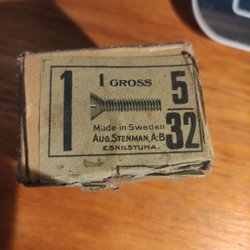 1
1 GROSS
5
32
Made in Sweden
AUG. STENMAN, A.B.
ESKILSTUNA.